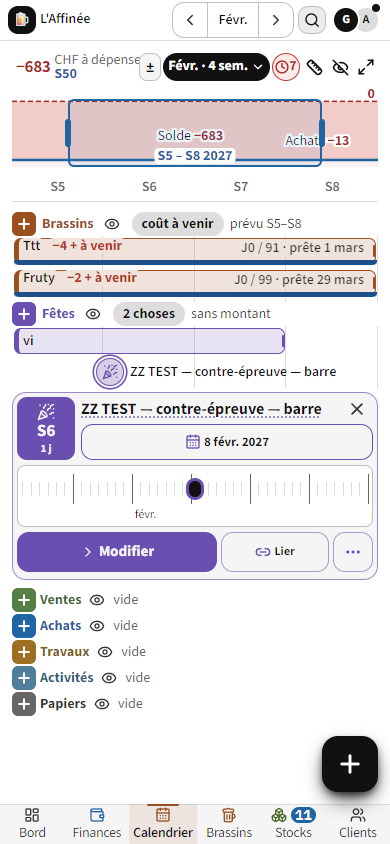 L'Affinée
Févr.
G
A
−683 CHF à dépense
S50
±
Févr. · 4 sem.
7
0
Solde −683
Achat −13
S5 – S8 2027
S5 S6 S7 S8
Brassins coût à venir prévu S5–S8
Ttt −4 + à venir J0 / 91 · prête 1 mars
Fruty −2 + à venir J0 / 99 · prête 29 mars
Fêtes 2 choses sans montant
vi
ZZ TEST — contre-épreuve — barre
S6
1 j
ZZ TEST — contre-épreuve — barre
8 févr. 2027
févr.
Modifier
Lier
Ventes vide
Achats vide
Travaux vide
Activités vide
Papiers vide
11
Bord Finances Calendrier Brassins Stocks Clients